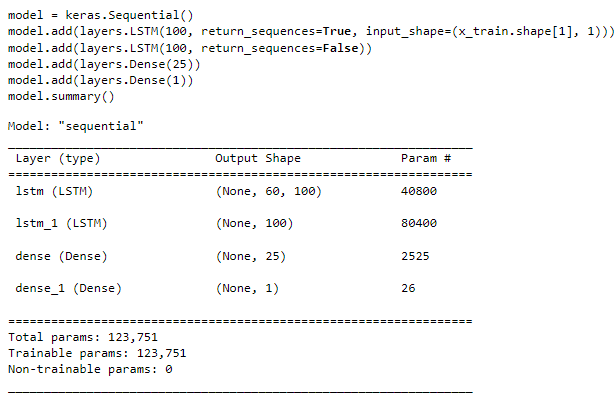 model = keras.Sequential()
model.add(layers.LSTM(100, return_sequences=True, input_shape=(x_train.shape[1], 1)))
model.add(layers.LSTM(100, return_sequences=False))
model.add(layers.Dense(25))
model.add(layers.Dense(1))
model.summary()
Model: "sequential"
_________________________________________________________________
Layer (type) Output Shape Param #
=================================================================
lstm (LSTM) (None, 60, 100) 40800
lstm_1 (LSTM) (None, 100) 80400
dense (Dense) (None, 25) 2525
dense_1 (Dense) (None, 1) 26
=================================================================
Total params: 123,751
Trainable params: 123,751
Non-trainable params: 0
_________________________________________________________________